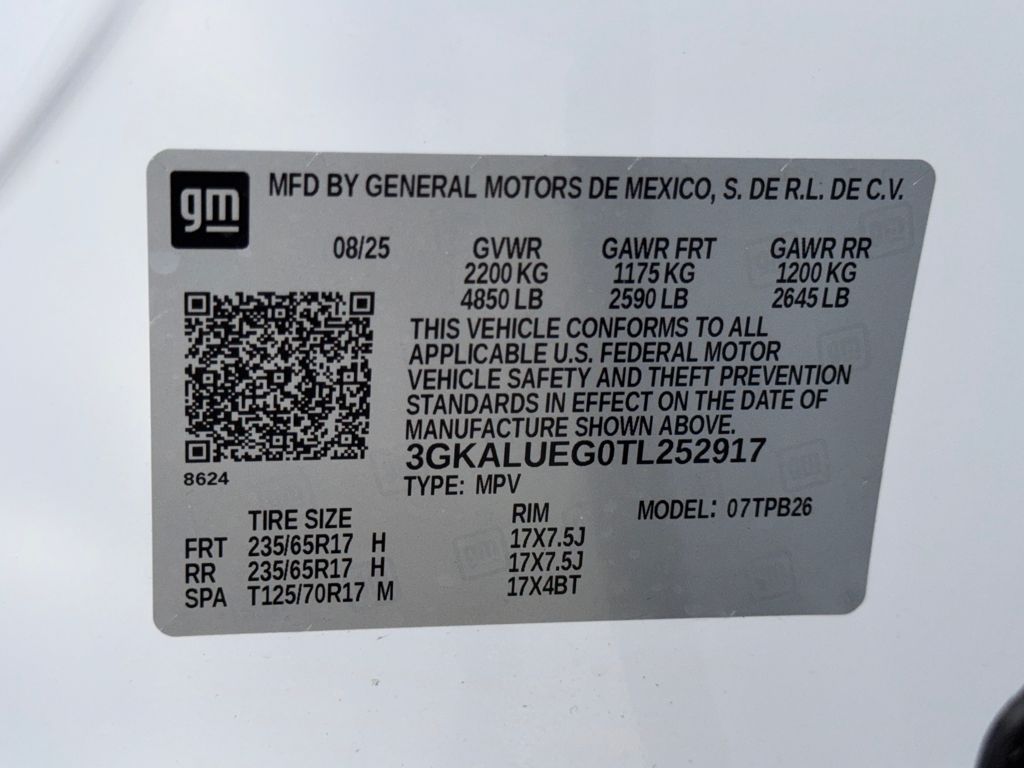 gm
MFD BY GENERAL MOTORS DE MEXICO, S. DE R.L. DE C.V.
08/25 GVWR GAWR FRT GAWR RR
2200 KG 1175 KG 1200 KG
4850 LB 2590 LB 2645 LB
THIS VEHICLE CONFORMS TO ALL
APPLICABLE U.S. FEDERAL MOTOR
VEHICLE SAFETY AND THEFT PREVENTION
STANDARDS IN EFFECT ON THE DATE OF
MANUFACTURE SHOWN ABOVE.
3GKALUEG0TL252917
8624
TYPE: MPV
TIRE SIZE RIM MODEL: 07TPB26
FRT 235/65R17 H 17X7.5J
RR 235/65R17 H 17X7.5J
SPA T125/70R17 M 17X4BT